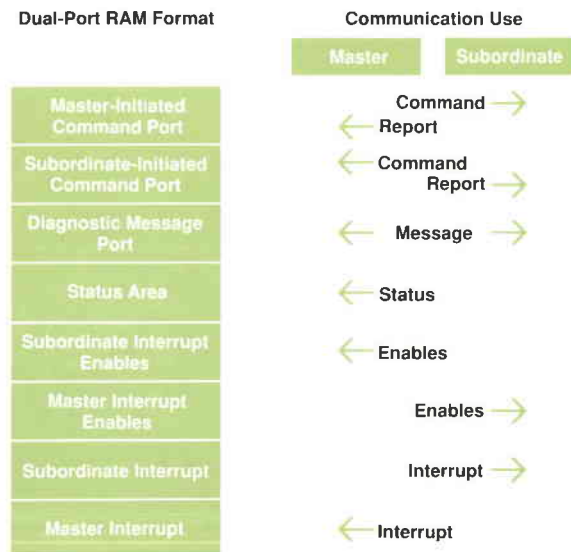 Dual-Port RAM Format
Communication Use
Master
Subordinate
Master-Initiated
Command Port
Command
Report
Subordinate-Initiated
Command Port
Command
Report
Diagnostic Message
Port
Message
Status Area
Status
Subordinate Interrupt
Enables
Enables
Master Interrupt
Enables
Enables
Subordinate Interrupt
Interrupt
Master Interrupt
Interrupt